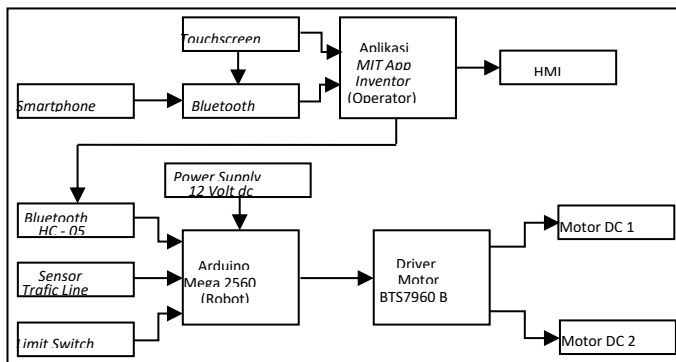 Touchscreen
Aplikasi
MIT App
Inventor
(Operator)
HMI
Smartphone
Bluetooth
Power Supply
12 Volt dc
Bluetooth
HC - 05
Sensor
Trafic Line
Limit Switch
Arduino
Mega 2560
(Robot)
Driver
Motor
BTS7960 B
Motor DC 1
Motor DC 2